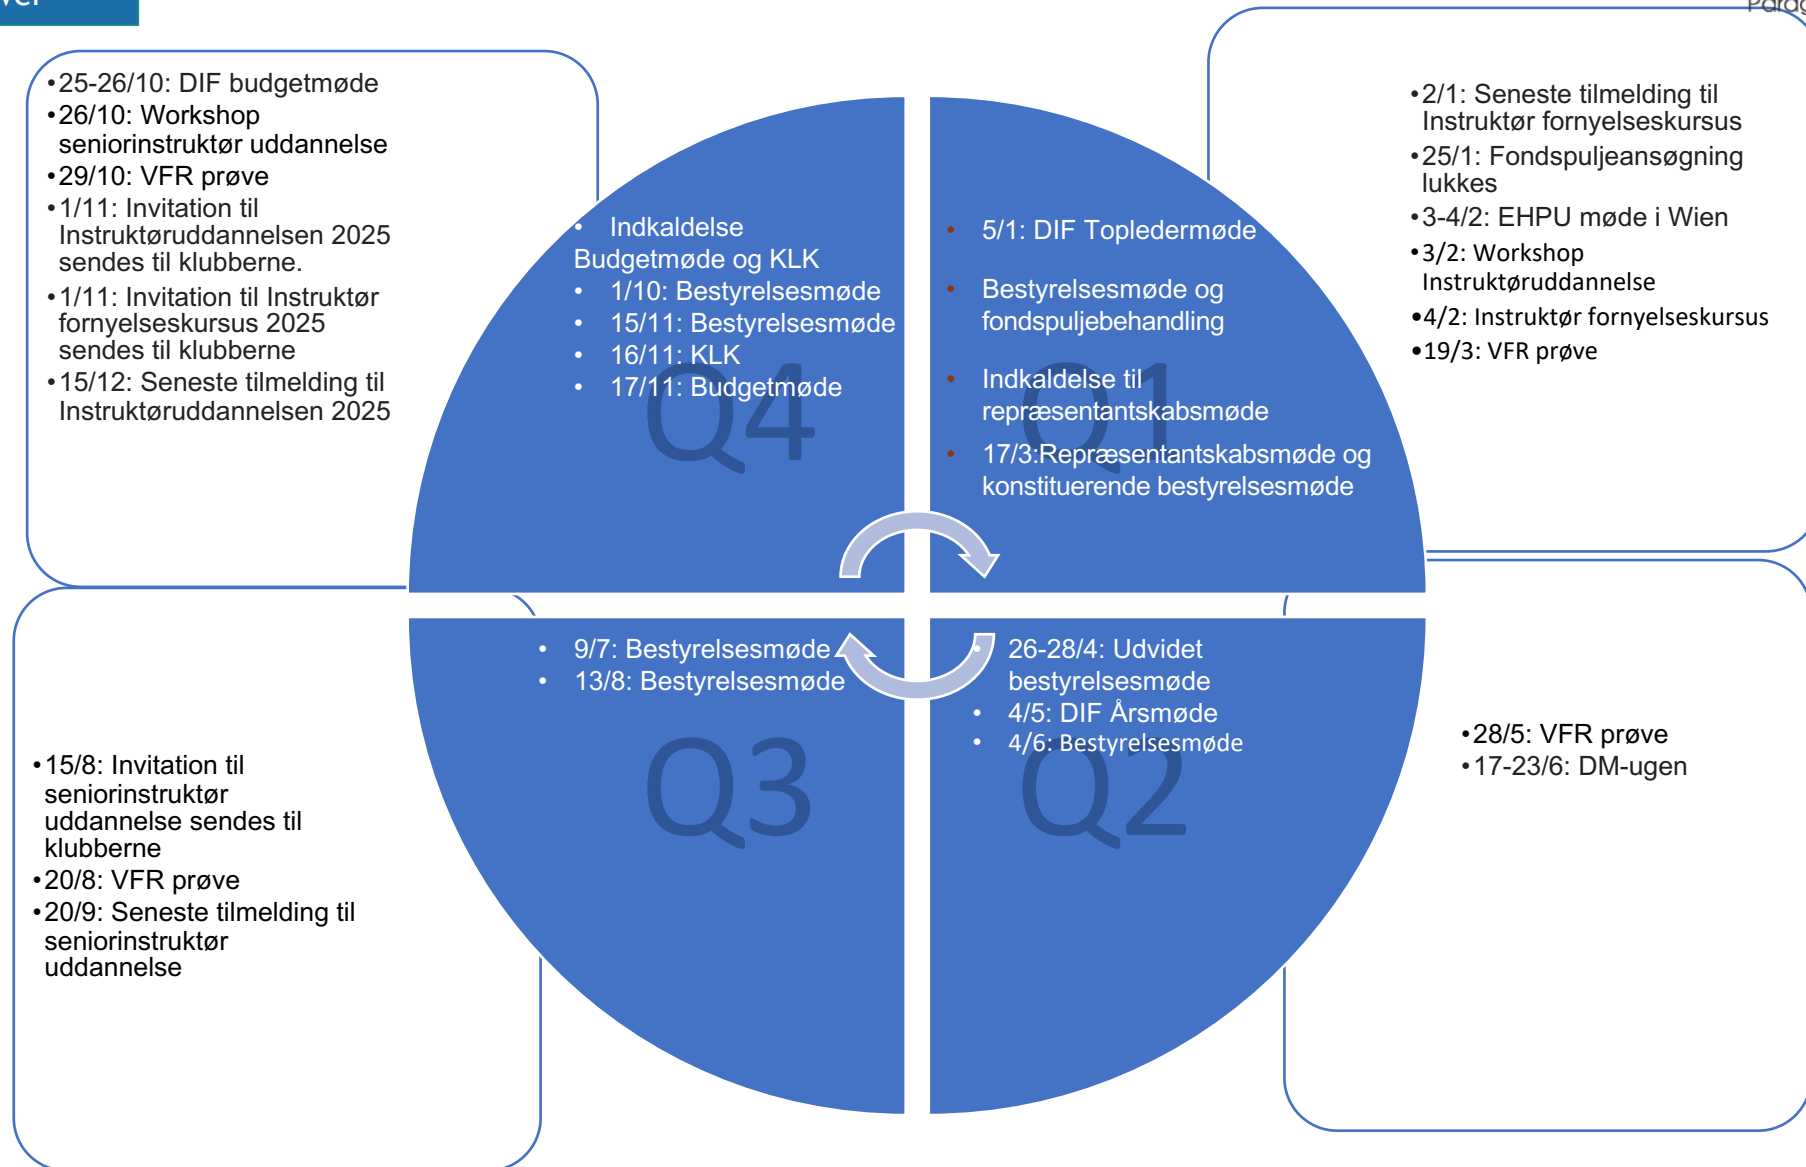 •25-26/10: DIF budgetmøde
•26/10: Workshop
seniorinstruktør uddannelse
•29/10: VFR prøve
•1/11: Invitation til
Instruktøruddannelsen 2025
sendes til klubberne.
•1/11: Invitation til Instruktør
fornyelseskursus 2025
sendes til klubberne
•15/12: Seneste tilmelding til
Instruktøruddannelsen 2025
• Indkaldelse
Budgetmøde og KLK
• 1/10: Bestyrelsesmøde
• 15/11: Bestyrelsesmøde
• 16/11: KLK
• 17/11: Budgetmøde
Q4
• 5/1: DIF Topledermøde
• Bestyrelsesmøde og
fondspuljebehandling
• Indkaldelse til
repræsentantskabsmøde
• 17/3:Repræsentantskabsmøde og
konstituerende bestyrelsesmøde
Q1
•2/1: Seneste tilmelding til
Instruktør fornyelseskursus
•25/1: Fondspuljeansøgning
lukkes
•3-4/2: EHPU møde i Wien
•3/2: Workshop
Instruktøruddannelse
•4/2: Instruktør fornyelseskursus
•19/3: VFR prøve
•15/8: Invitation til
seniorinstruktør
uddannelse sendes til
klubberne
•20/8: VFR prøve
•20/9: Seneste tilmelding til
seniorinstruktør
uddannelse
• 9/7: Bestyrelsesmøde
• 13/8: Bestyrelsesmøde
Q3
• 26-28/4: Udvidet
bestyrelsesmøde
• 4/5: DIF Årsmøde
• 4/6: Bestyrelsesmøde
Q2
•28/5: VFR prøve
•17-23/6: DM-ugen